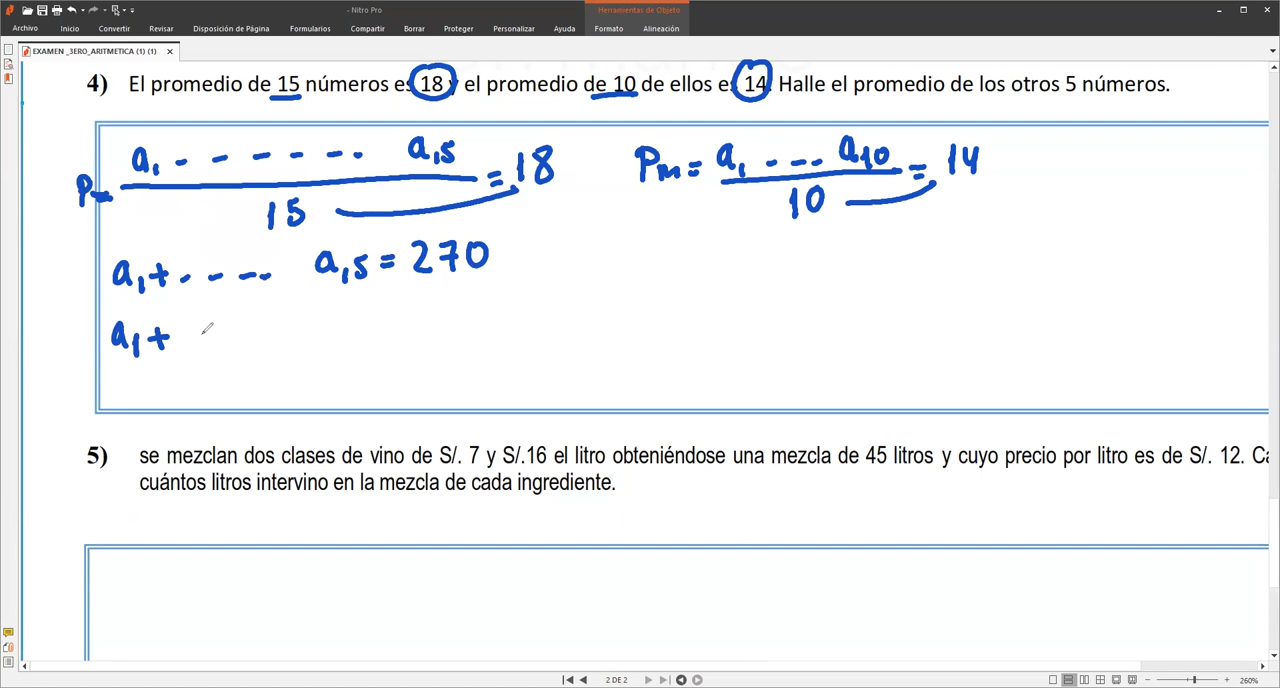 - Nitro Pro
Herramientas de Objeto
Archivo Inicio Convertir Revisar Disposición de Página Formularios Compartir Borrar Proteger Personalizar Ayuda Formato Alineación
EXAMEN _3ERO_ARITMETICA (1) (1)
4) El promedio de 15 números es 18 y el promedio de 10 de ellos es 14. Halle el promedio de los otros 5 números.
P= a1 ------- a15 / 15 = 18
Pm = a1 ... a10 / 10 = 14
a1 + ---- a15 = 270
a1 +
5) se mezclan dos clases de vino de S/. 7 y S/.16 el litro obteniéndose una mezcla de 45 litros y cuyo precio por litro es de S/. 12. Ca
cuántos litros intervino en la mezcla de cada ingrediente.
2 DE 2
260%